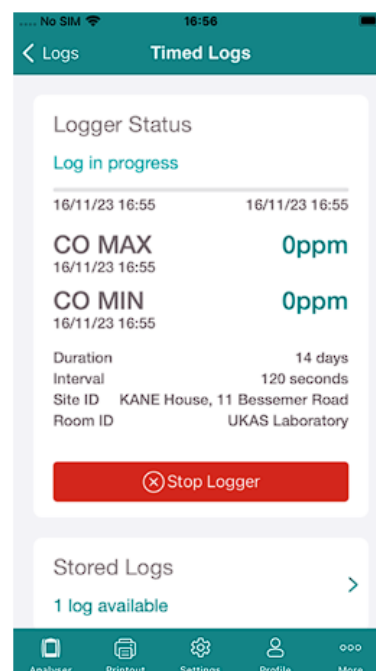 .... No SIM 16:56
Logs Timed Logs
Logger Status
Log in progress
16/11/23 16:55 16/11/23 16:55
CO MAX 0ppm
16/11/23 16:55
CO MIN 0ppm
16/11/23 16:55
Duration 14 days
Interval 120 seconds
Site ID KANE House, 11 Bessemer Road
Room ID UKAS Laboratory
Stop Logger
Stored Logs
1 log available
Analyser Printout Settings Profile More